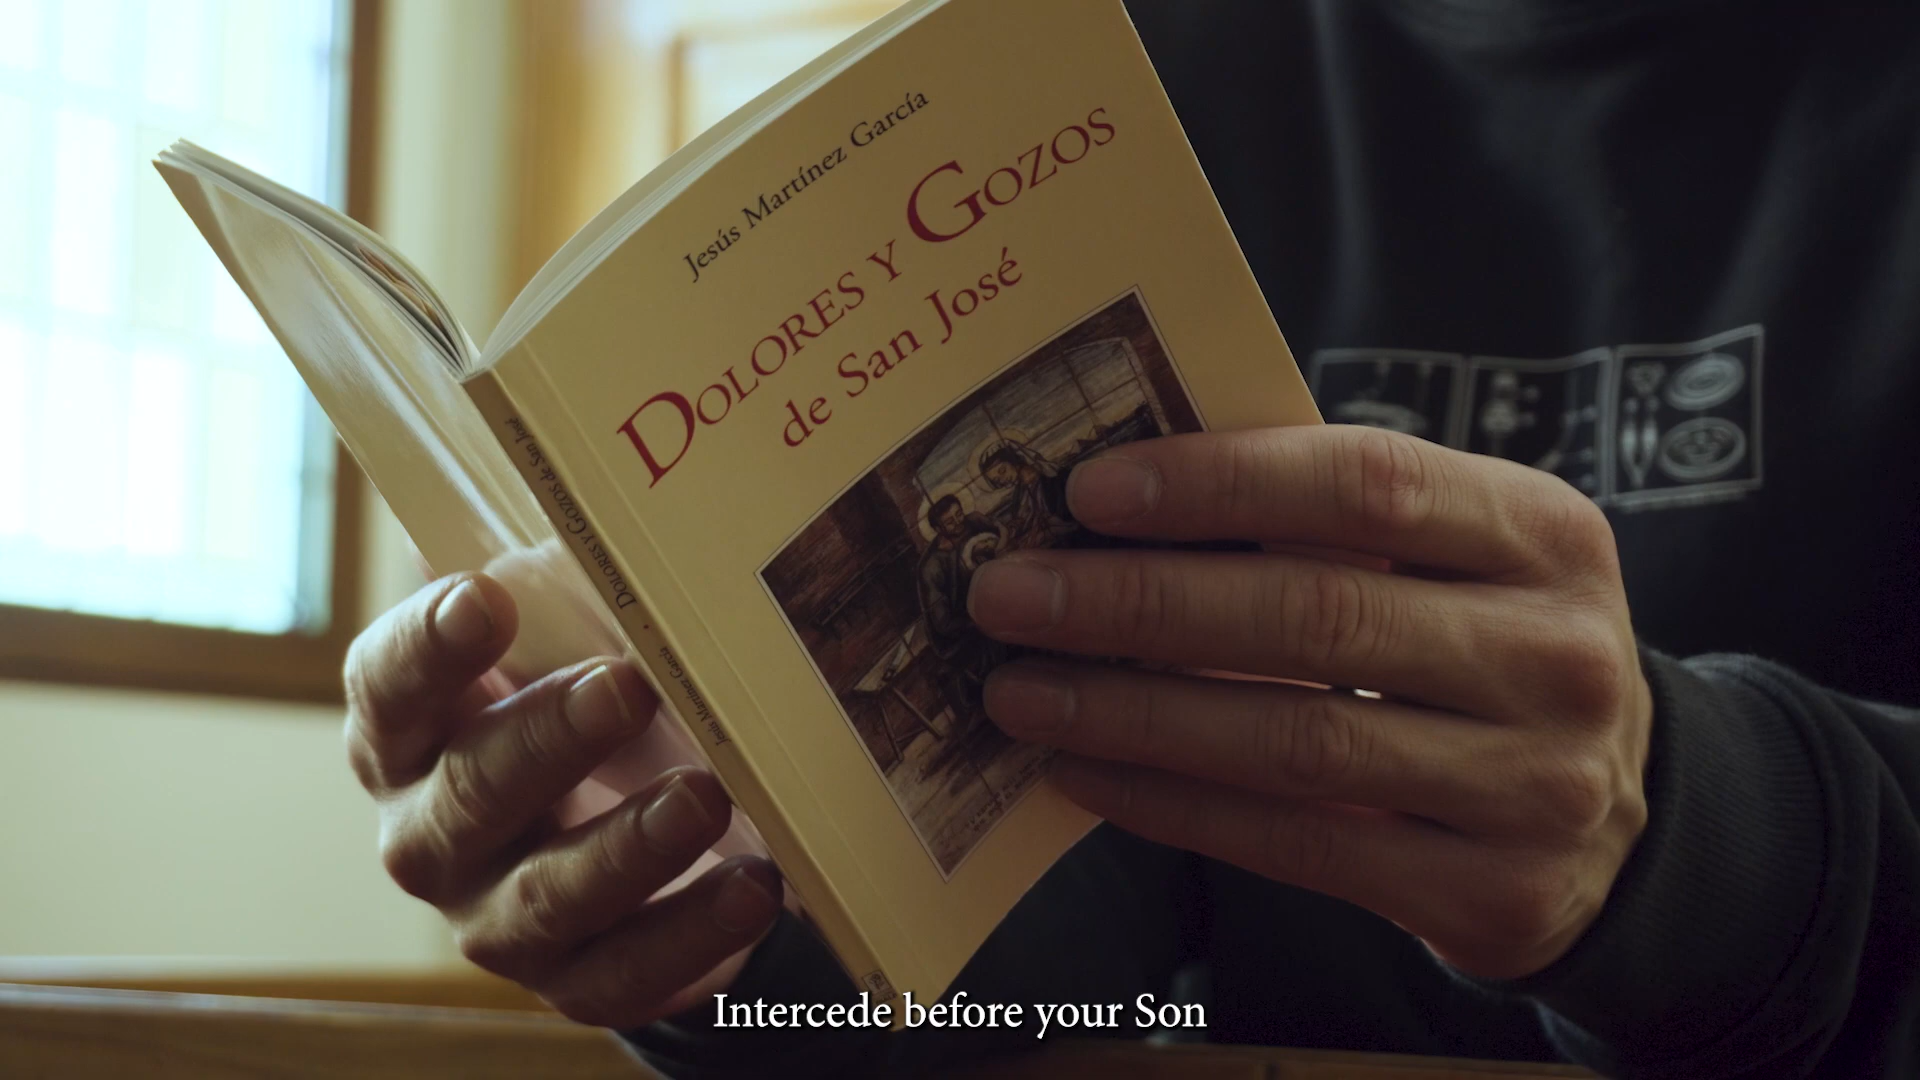 Jesús Martínez García
DOLORES Y GOZOS
de San José
Jesús Martínez García • DOLORES Y GOZOS de San José
Intercede before your Son